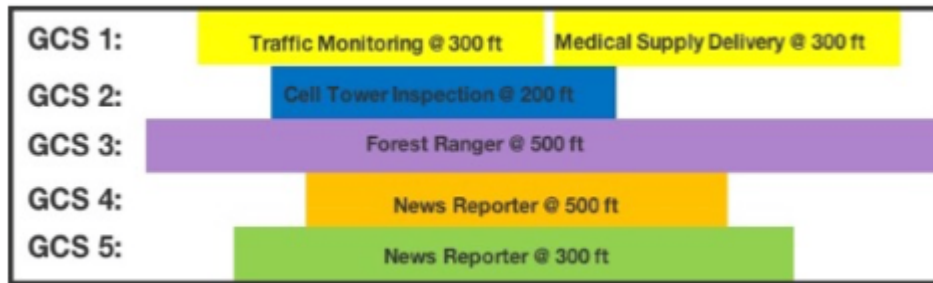 GCS 1: Traffic Monitoring @ 300 ft Medical Supply Delivery @ 300 ft
GCS 2: Cell Tower Inspection @ 200 ft
GCS 3: Forest Ranger @ 500 ft
GCS 4: News Reporter @ 500 ft
GCS 5: News Reporter @ 300 ft